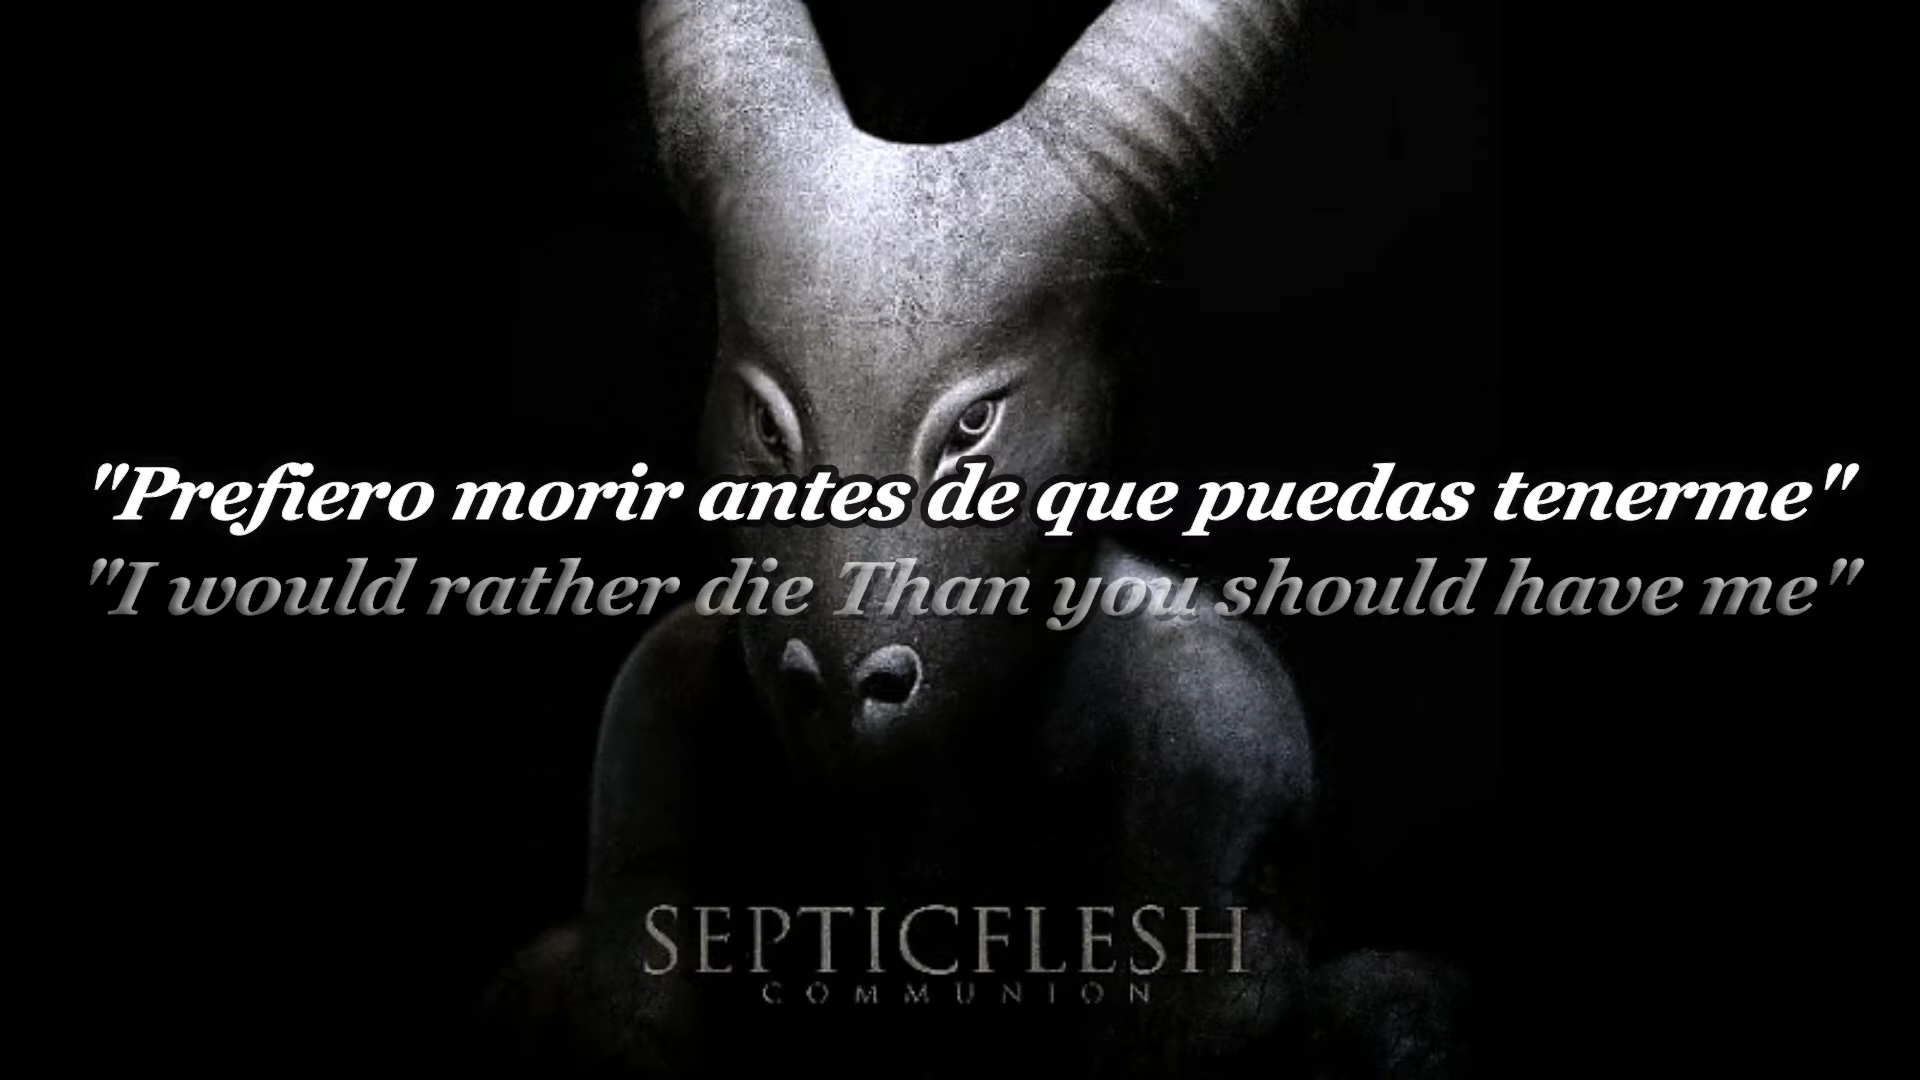 "Prefiero morir antes de que puedas tenerme"
"I would rather die Than you should have me"
SEPTICFLESH
COMMUNION